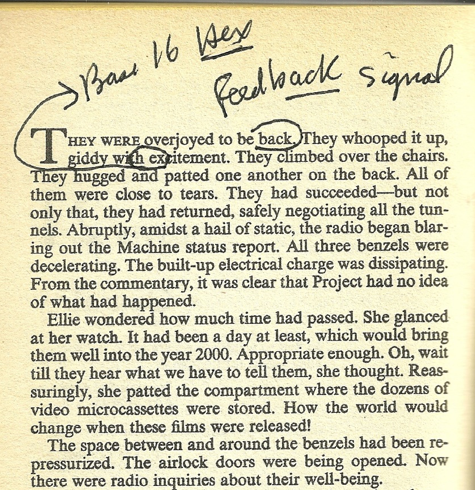 Base 16 Hex
Feedback Signal
THEY WERE overjoyed to be back. They whooped it up,
giddy with excitement. They climbed over the chairs.
They hugged and patted one another on the back. All of
them were close to tears. They had succeeded—but not
only that, they had returned, safely negotiating all the tun-
nels. Abruptly, amidst a hail of static, the radio began blar-
ing out the Machine status report. All three benzels were
decelerating. The built-up electrical charge was dissipating.
From the commentary, it was clear that Project had no idea
of what had happened.
Ellie wondered how much time had passed. She glanced
at her watch. It had been a day at least, which would bring
them well into the year 2000. Appropriate enough. Oh, wait
till they hear what we have to tell them, she thought. Reas-
suringly, she patted the compartment where the dozens of
video microcassettes were stored. How the world would
change when these films were released!
The space between and around the benzels had been re-
pressurized. The airlock doors were being opened. Now
there were radio inquiries about their well-being.